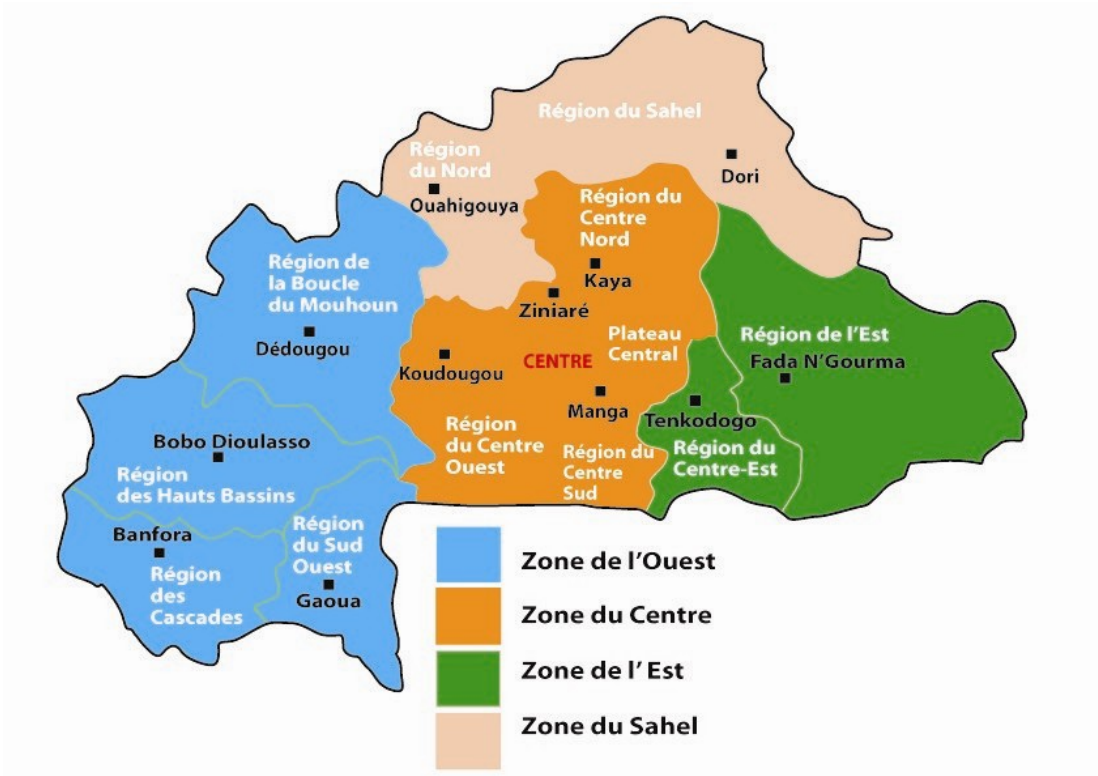 Région du Sahel
Dori
Région
du Nord
Ouahigouya
Région du
Centre
Nord
Kaya
Ziniaré
Région de
la Boucle
du Mouhoun
Dédougou
Plateau
Central
CENTRE
Koudougou
Manga
Région
du Centre
Ouest
Région du
Centre
Sud
Région de l'Est
Fada N'Gourma
Tenkodogo
Région du
Centre-Est
Bobo Dioulasso
Région
des Hauts Bassins
Banfora
Région
des
Cascades
Région
du Sud
Ouest
Gaoua
Zone de l'Ouest
Zone du Centre
Zone de l' Est
Zone du Sahel